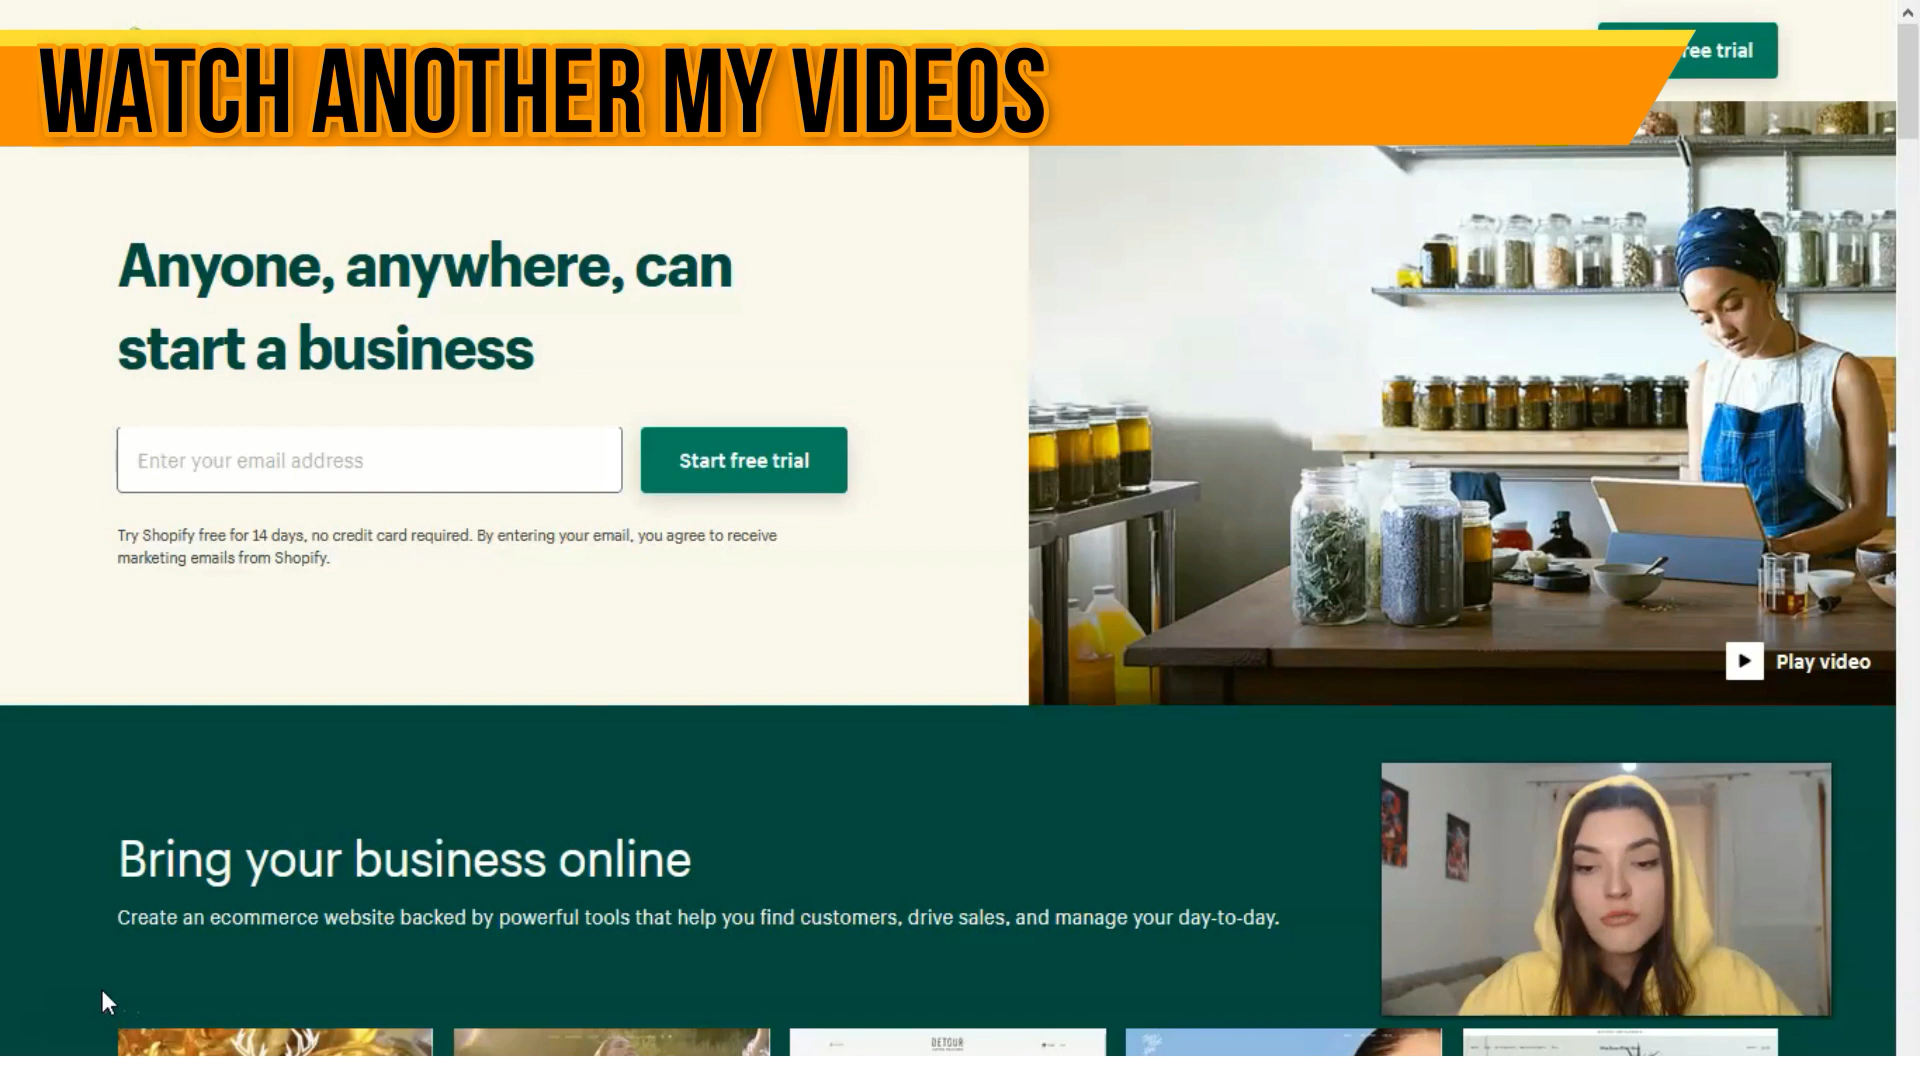 WATCH ANOTHER MY VIDEOS
ree trial
Anyone, anywhere, can
start a business
Enter your email address
Start free trial
Try Shopify free for 14 days, no credit card required. By entering your email, you agree to receive
marketing emails from Shopify.
Play video
Bring your business online
Create an ecommerce website backed by powerful tools that help you find customers, drive sales, and manage your day-to-day.
DETOUR